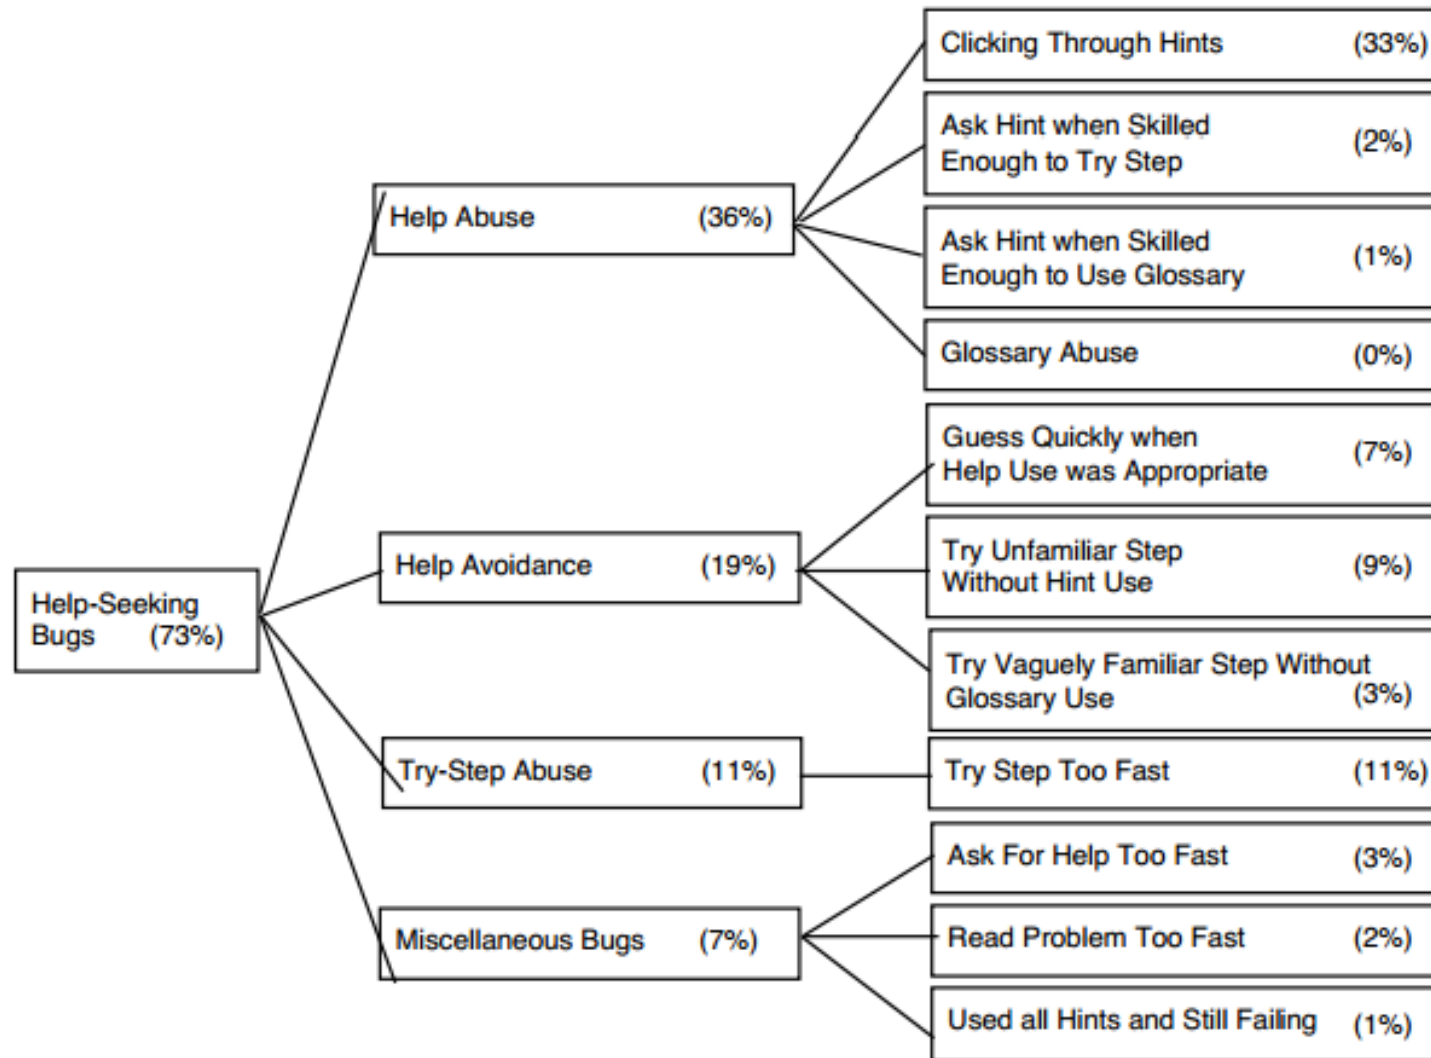 Clicking Through Hints (33%)
Ask Hint when Skilled
Enough to Try Step (2%)
Help Abuse (36%)
Ask Hint when Skilled
Enough to Use Glossary (1%)
Glossary Abuse (0%)
Guess Quickly when
Help Use was Appropriate (7%)
Help Avoidance (19%)
Try Unfamiliar Step
Without Hint Use (9%)
Help-Seeking
Bugs (73%)
Try Vaguely Familiar Step Without
Glossary Use (3%)
Try-Step Abuse (11%)
Try Step Too Fast (11%)
Ask For Help Too Fast (3%)
Miscellaneous Bugs (7%)
Read Problem Too Fast (2%)
Used all Hints and Still Failing (1%)